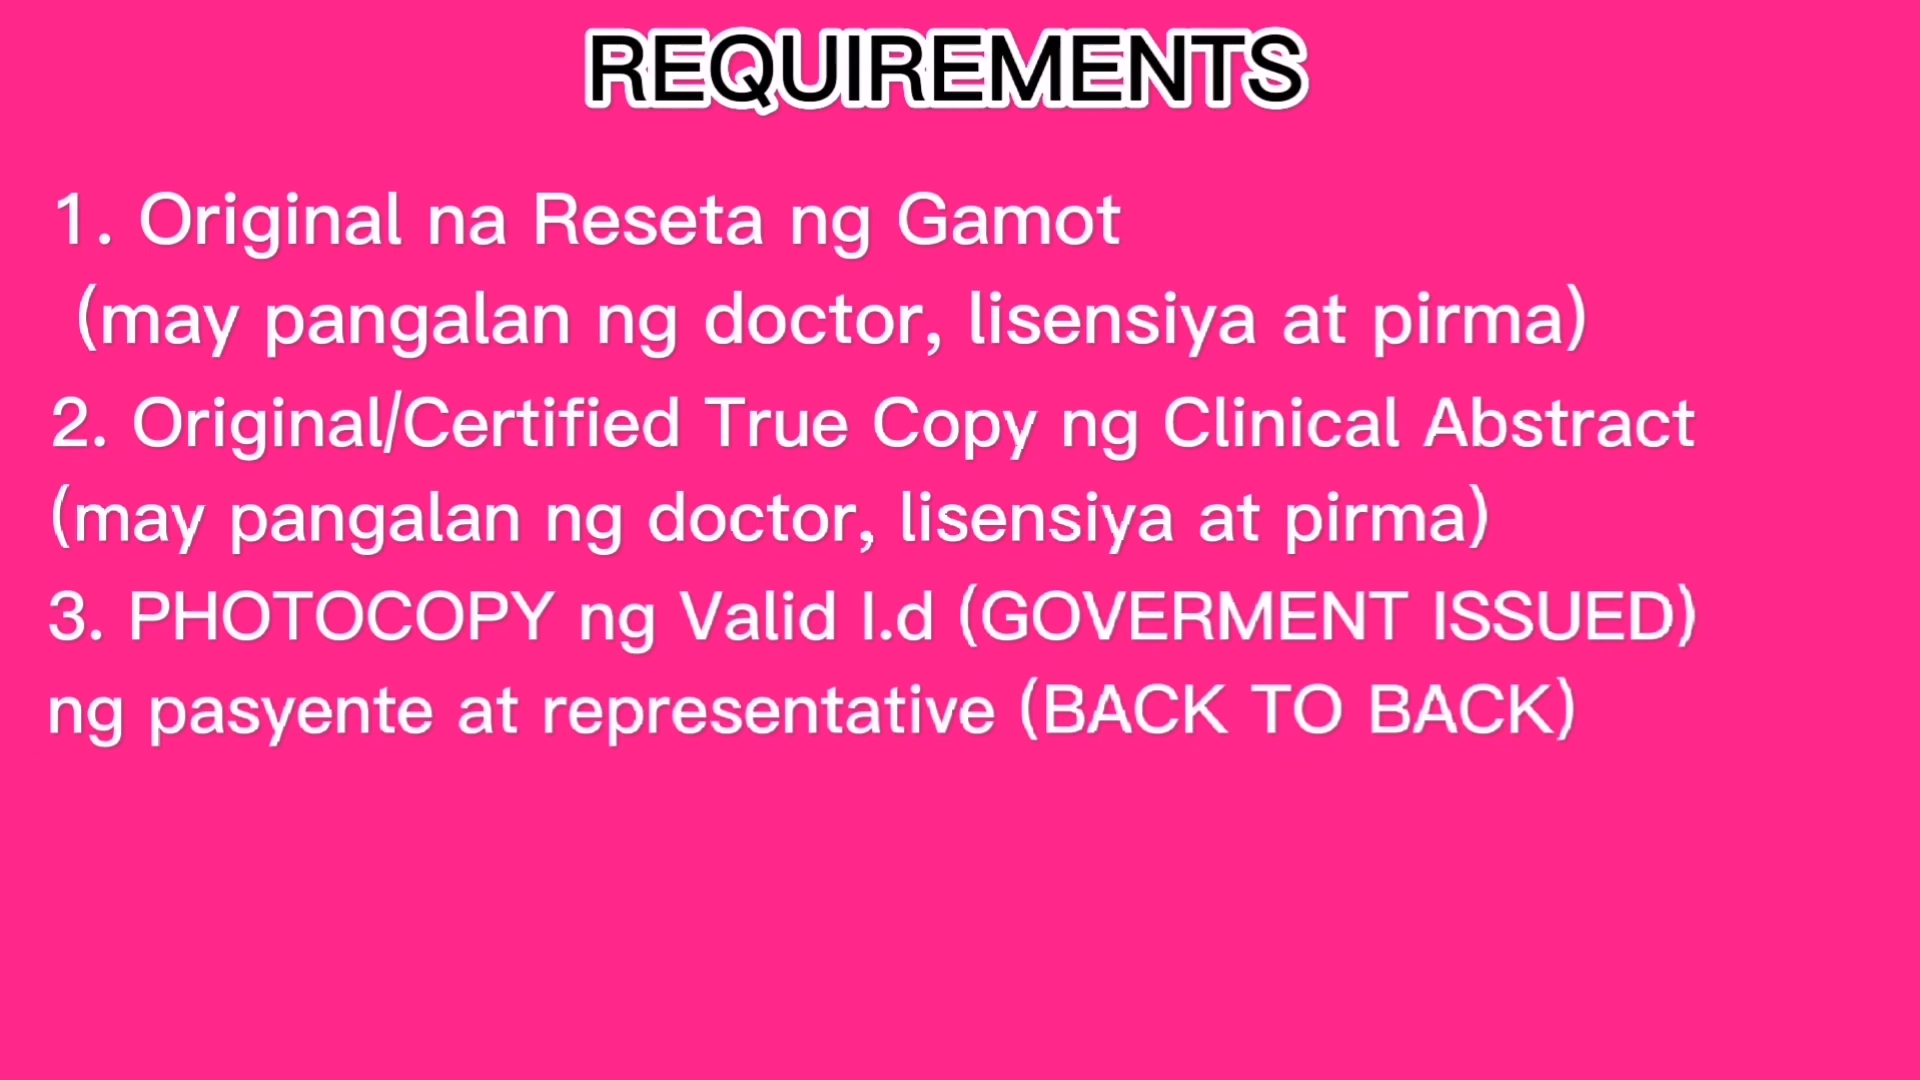 REQUIREMENTS
1. Original na Reseta ng Gamot
(may pangalan ng doctor, lisensiya at pirma)
2. Original/Certified True Copy ng Clinical Abstract
(may pangalan ng doctor, lisensiya at pirma)
3. PHOTOCOPY ng Valid I.d (GOVERMENT ISSUED)
ng pasyente at representative (BACK TO BACK)